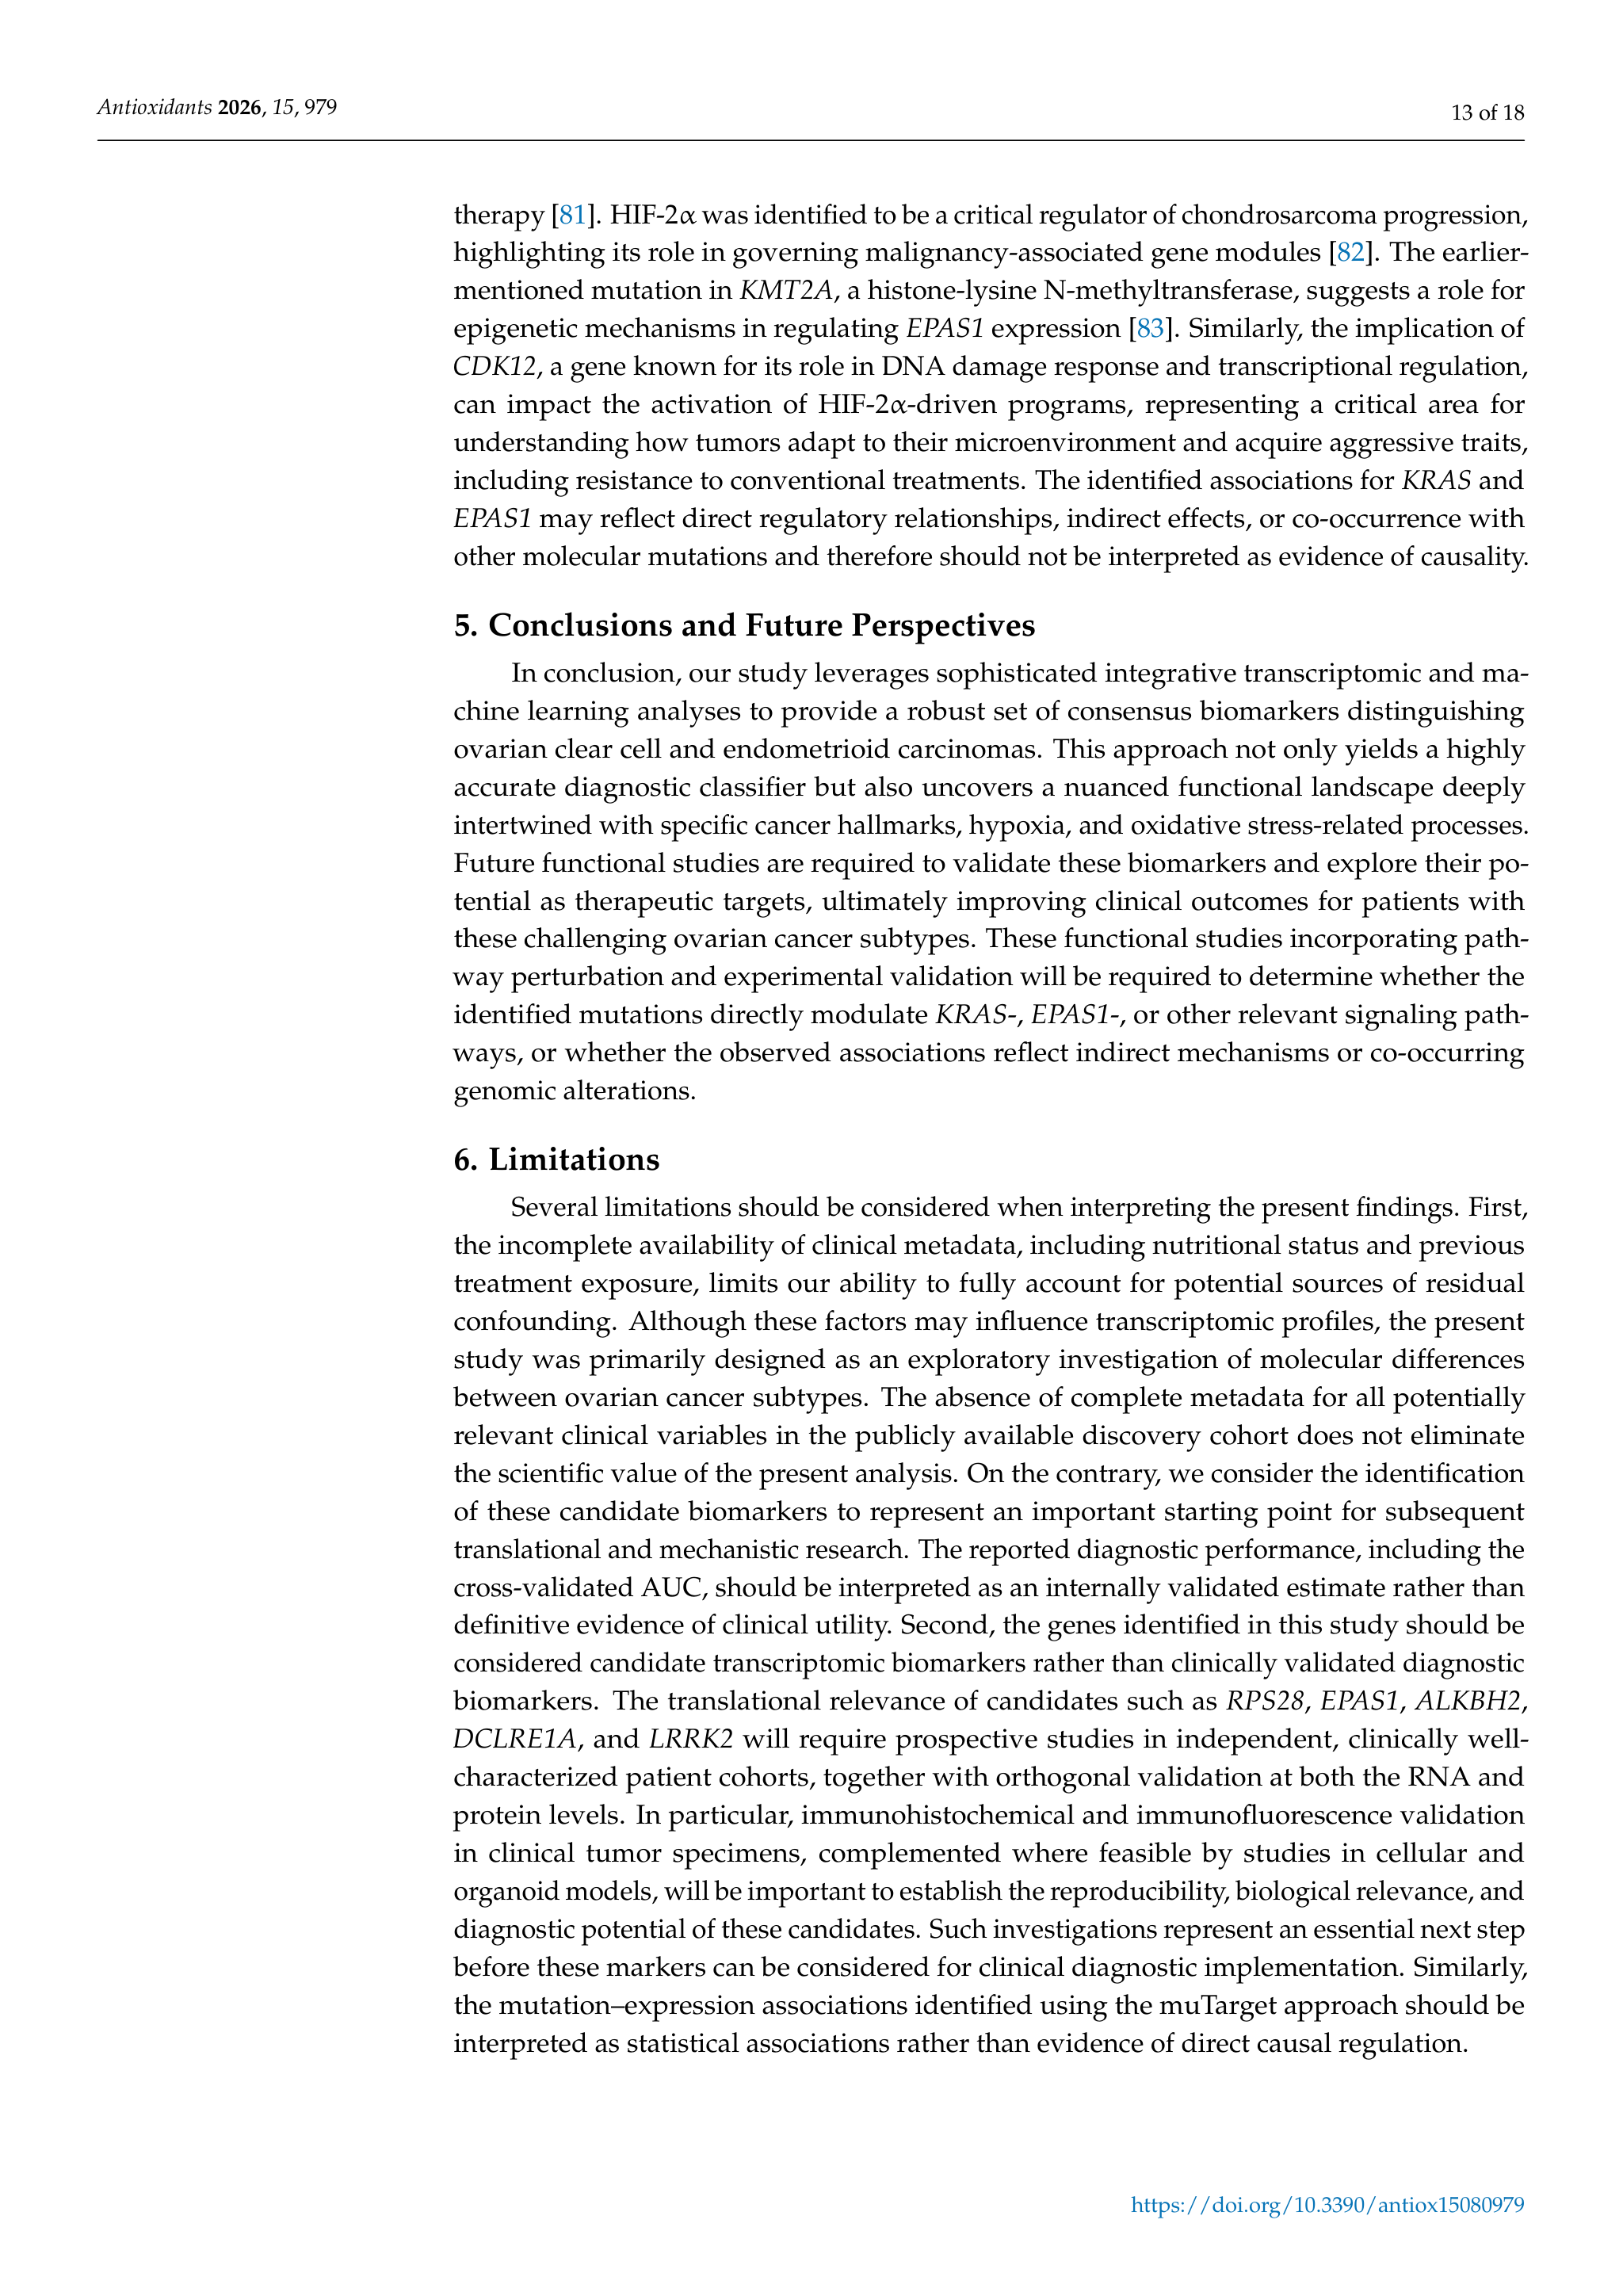 Antioxidants 2026, 15, 979
13 of 18
therapy [81]. HIF-2α was identified to be a critical regulator of chondrosarcoma progression,
highlighting its role in governing malignancy-associated gene modules [82]. The earlier-
mentioned mutation in KMT2A, a histone-lysine N-methyltransferase, suggests a role for
epigenetic mechanisms in regulating EPAS1 expression [83]. Similarly, the implication of
CDK12, a gene known for its role in DNA damage response and transcriptional regulation,
can impact the activation of HIF-2α-driven programs, representing a critical area for
understanding how tumors adapt to their microenvironment and acquire aggressive traits,
including resistance to conventional treatments. The identified associations for KRAS and
EPAS1 may reflect direct regulatory relationships, indirect effects, or co-occurrence with
other molecular mutations and therefore should not be interpreted as evidence of causality.
5. Conclusions and Future Perspectives
In conclusion, our study leverages sophisticated integrative transcriptomic and ma-
chine learning analyses to provide a robust set of consensus biomarkers distinguishing
ovarian clear cell and endometrioid carcinomas. This approach not only yields a highly
accurate diagnostic classifier but also uncovers a nuanced functional landscape deeply
intertwined with specific cancer hallmarks, hypoxia, and oxidative stress-related processes.
Future functional studies are required to validate these biomarkers and explore their po-
tential as therapeutic targets, ultimately improving clinical outcomes for patients with
these challenging ovarian cancer subtypes. These functional studies incorporating path-
way perturbation and experimental validation will be required to determine whether the
identified mutations directly modulate KRAS-, EPAS1-, or other relevant signaling path-
ways, or whether the observed associations reflect indirect mechanisms or co-occurring
genomic alterations.
6. Limitations
Several limitations should be considered when interpreting the present findings. First,
the incomplete availability of clinical metadata, including nutritional status and previous
treatment exposure, limits our ability to fully account for potential sources of residual
confounding. Although these factors may influence transcriptomic profiles, the present
study was primarily designed as an exploratory investigation of molecular differences
between ovarian cancer subtypes. The absence of complete metadata for all potentially
relevant clinical variables in the publicly available discovery cohort does not eliminate
the scientific value of the present analysis. On the contrary, we consider the identification
of these candidate biomarkers to represent an important starting point for subsequent
translational and mechanistic research. The reported diagnostic performance, including the
cross-validated AUC, should be interpreted as an internally validated estimate rather than
definitive evidence of clinical utility. Second, the genes identified in this study should be
considered candidate transcriptomic biomarkers rather than clinically validated diagnostic
biomarkers. The translational relevance of candidates such as RPS28, EPAS1, ALKBH2,
DCLRE1A, and LRRK2 will require prospective studies in independent, clinically well-
characterized patient cohorts, together with orthogonal validation at both the RNA and
protein levels. In particular, immunohistochemical and immunofluorescence validation
in clinical tumor specimens, complemented where feasible by studies in cellular and
organoid models, will be important to establish the reproducibility, biological relevance, and
diagnostic potential of these candidates. Such investigations represent an essential next step
before these markers can be considered for clinical diagnostic implementation. Similarly,
the mutation–expression associations identified using the muTarget approach should be
interpreted as statistical associations rather than evidence of direct causal regulation.
https://doi.org/10.3390/antiox15080979